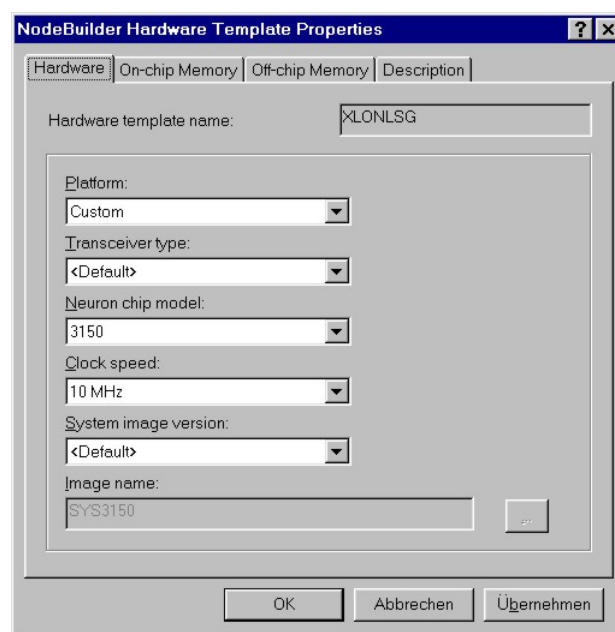 NodeBuilder Hardware Template Properties ? ×
Hardware On-chip Memory Off-chip Memory Description
Hardware template name: XLONLSG
Platform:
Custom
Transceiver type:
<Default>
Neuron chip model:
3150
Clock speed:
10 MHz
System image version:
<Default>
Image name:
SYS3150 ...
OK Abbrechen Übernehmen